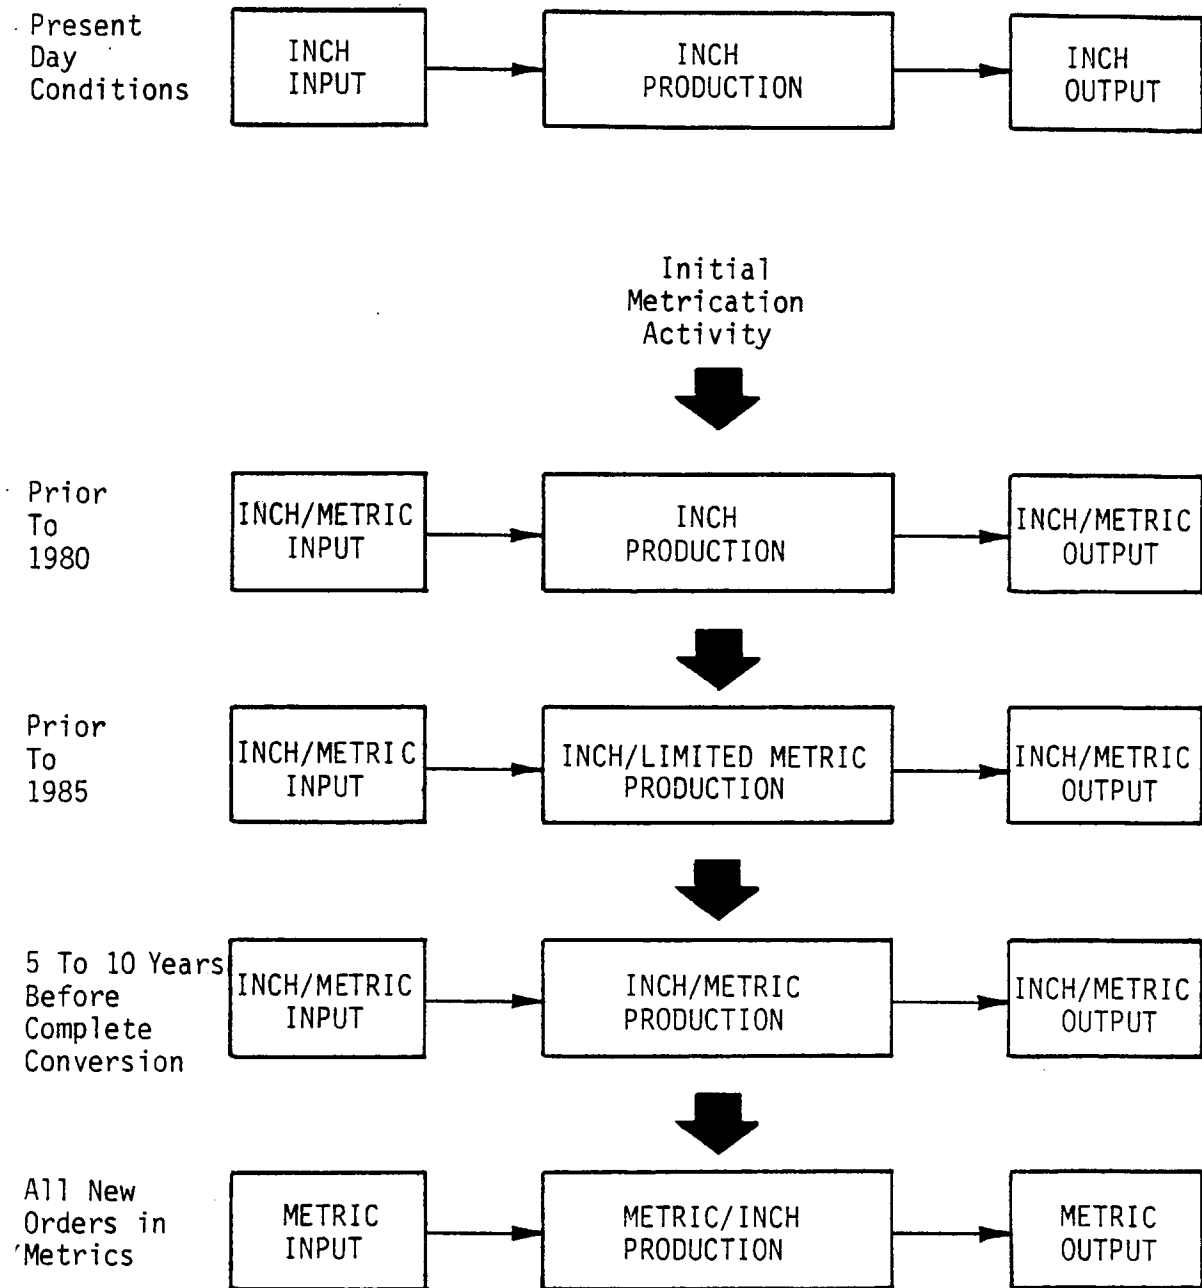 Present
Day
Conditions
INCH
INPUT
INCH
PRODUCTION
INCH
OUTPUT
Initial
Metrication
Activity
Prior
To
1980
INCH/METRIC
INPUT
INCH
PRODUCTION
INCH/METRIC
OUTPUT
Prior
To
1985
INCH/METRIC
INPUT
INCH/LIMITED METRIC
PRODUCTION
INCH/METRIC
OUTPUT
5 To 10 Years
Before
Complete
Conversion
INCH/METRIC
INPUT
INCH/METRIC
PRODUCTION
INCH/METRIC
OUTPUT
All New
Orders in
Metrics
METRIC
INPUT
METRIC/INCH
PRODUCTION
METRIC
OUTPUT